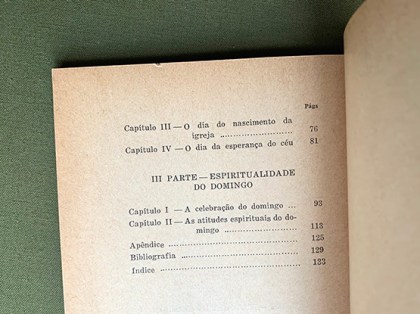 Pága
Capítulo III — O dia do nascimento da
igreja ........................ 76
Capítulo IV — O dia da esperança do céu 81
III PARTE — ESPIRITUALIDADE
DO DOMINGO
Capítulo I — A celebração do domingo ... 93
Capítulo II — As atitudes espirituais do do-
mingo ........................ 113
Apêndice .................................... 125
Bibliografia .................................... 129
Índice .................................... 133